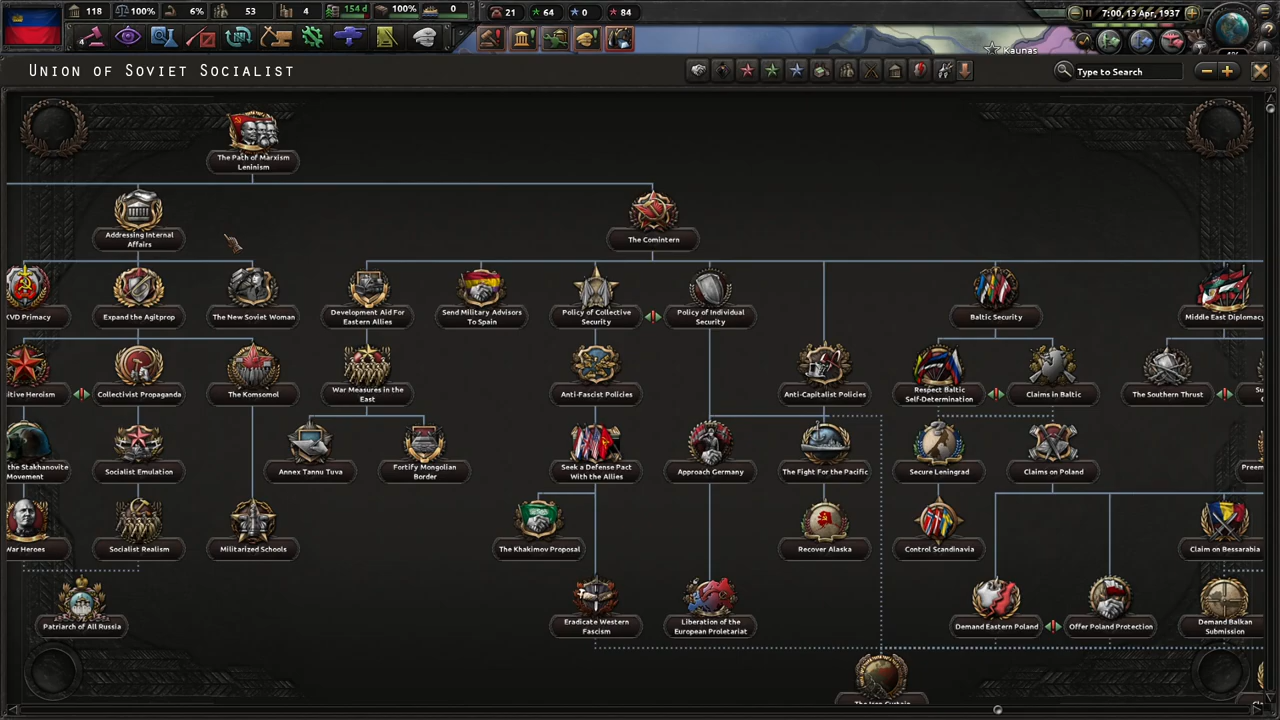 118
100%
6%
53
4
154 d
100%
0
21
64
0
84
7:00, 13 Apr, 1937
4
Kaunas
UNION OF SOVIET SOCIALIST
Type to Search
The Path of Marxism
Leninism
Addressing Internal
Affairs
The Comintern
KVD Primacy
Expand the Agitprop
The New Soviet Woman
Development Aid For
Eastern Allies
Send Military Advisors
To Spain
Policy of Collective
Security
Policy of Individual
Security
Baltic Security
Middle East Diplomacy
itive Heroism
Collectivist Propaganda
The Komsomol
War Measures in the
East
Anti-Fascist Policies
Anti-Capitalist Policies
Respect Baltic
Self-Determination
Claims in Baltic
The Southern Thrust
Su
the Stakhanovite
Movement
Socialist Emulation
Annex Tannu Tuva
Fortify Mongolian
Border
Seek a Defense Pact
With the Allies
Approach Germany
The Fight For the Pacific
Secure Leningrad
Claims on Poland
Preem
War Heroes
Socialist Realism
Militarized Schools
The Khakimov Proposal
Recover Alaska
Control Scandinavia
Claim on Bessarabia
Patriarch of All Russia
Eradicate Western
Fascism
Liberation of the
European Proletariat
Demand Eastern Poland
Offer Poland Protection
Demand Balkan
Submission
The Iron Curtain